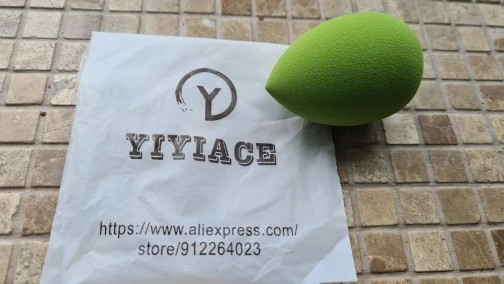 Y
YIYIACE
https://www.aliexpress.com/
store/912264023